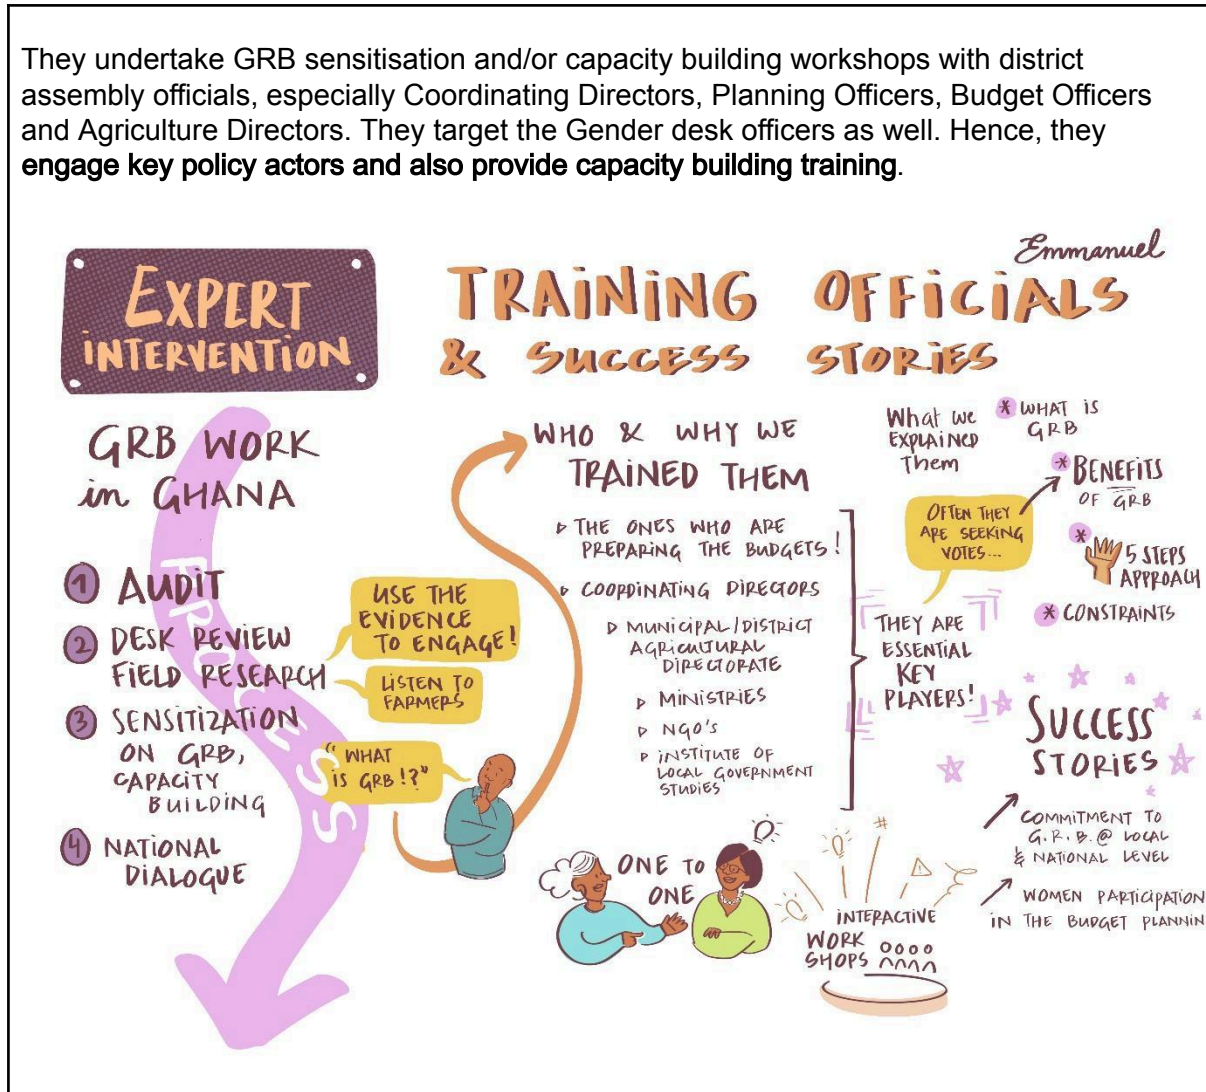 They undertake GRB sensitisation and/or capacity building workshops with district
assembly officials, especially Coordinating Directors, Planning Officers, Budget Officers
and Agriculture Directors. They target the Gender desk officers as well. Hence, they
engage key policy actors and also provide capacity building training.
Emmanuel
EXPERT
INTERVENTION
TRAINING OFFICIALS
& SUCCESS STORIES
GRB WORK
in GHANA
PROCESS
1 AUDIT
2 DESK REVIEW
FIELD RESEARCH
USE THE
EVIDENCE
TO ENGAGE!
LISTEN TO
FARMERS
3 SENSITIZATION
ON GRB,
CAPACITY
BUILDING
"WHAT
IS GRB!?"
4 NATIONAL
DIALOGUE
WHO & WHY WE
TRAINED THEM
▷ THE ONES WHO ARE
PREPARING THE BUDGETS!
▷ COORDINATING DIRECTORS
▷ MUNICIPAL/DISTRICT
AGRICULTURAL
DIRECTORATE
▷ MINISTRIES
▷ NGO'S
▷ INSTITUTE OF
LOCAL GOVERNMENT
STUDIES
THEY ARE
ESSENTIAL
KEY
PLAYERS!
OFTEN THEY
ARE SEEKING
VOTES...
What we
EXPLAINED
Them
* WHAT IS
GRB
* BENEFITS
OF GRB
* 5 STEPS
APPROACH
* CONSTRAINTS
ONE TO
ONE
#
INTERACTIVE
WORK
SHOPS
SUCCESS
STORIES
COMMITMENT TO
G.R.B. @ LOCAL
& NATIONAL LEVEL
WOMEN PARTICIPATION
IN THE BUDGET PLANNIN